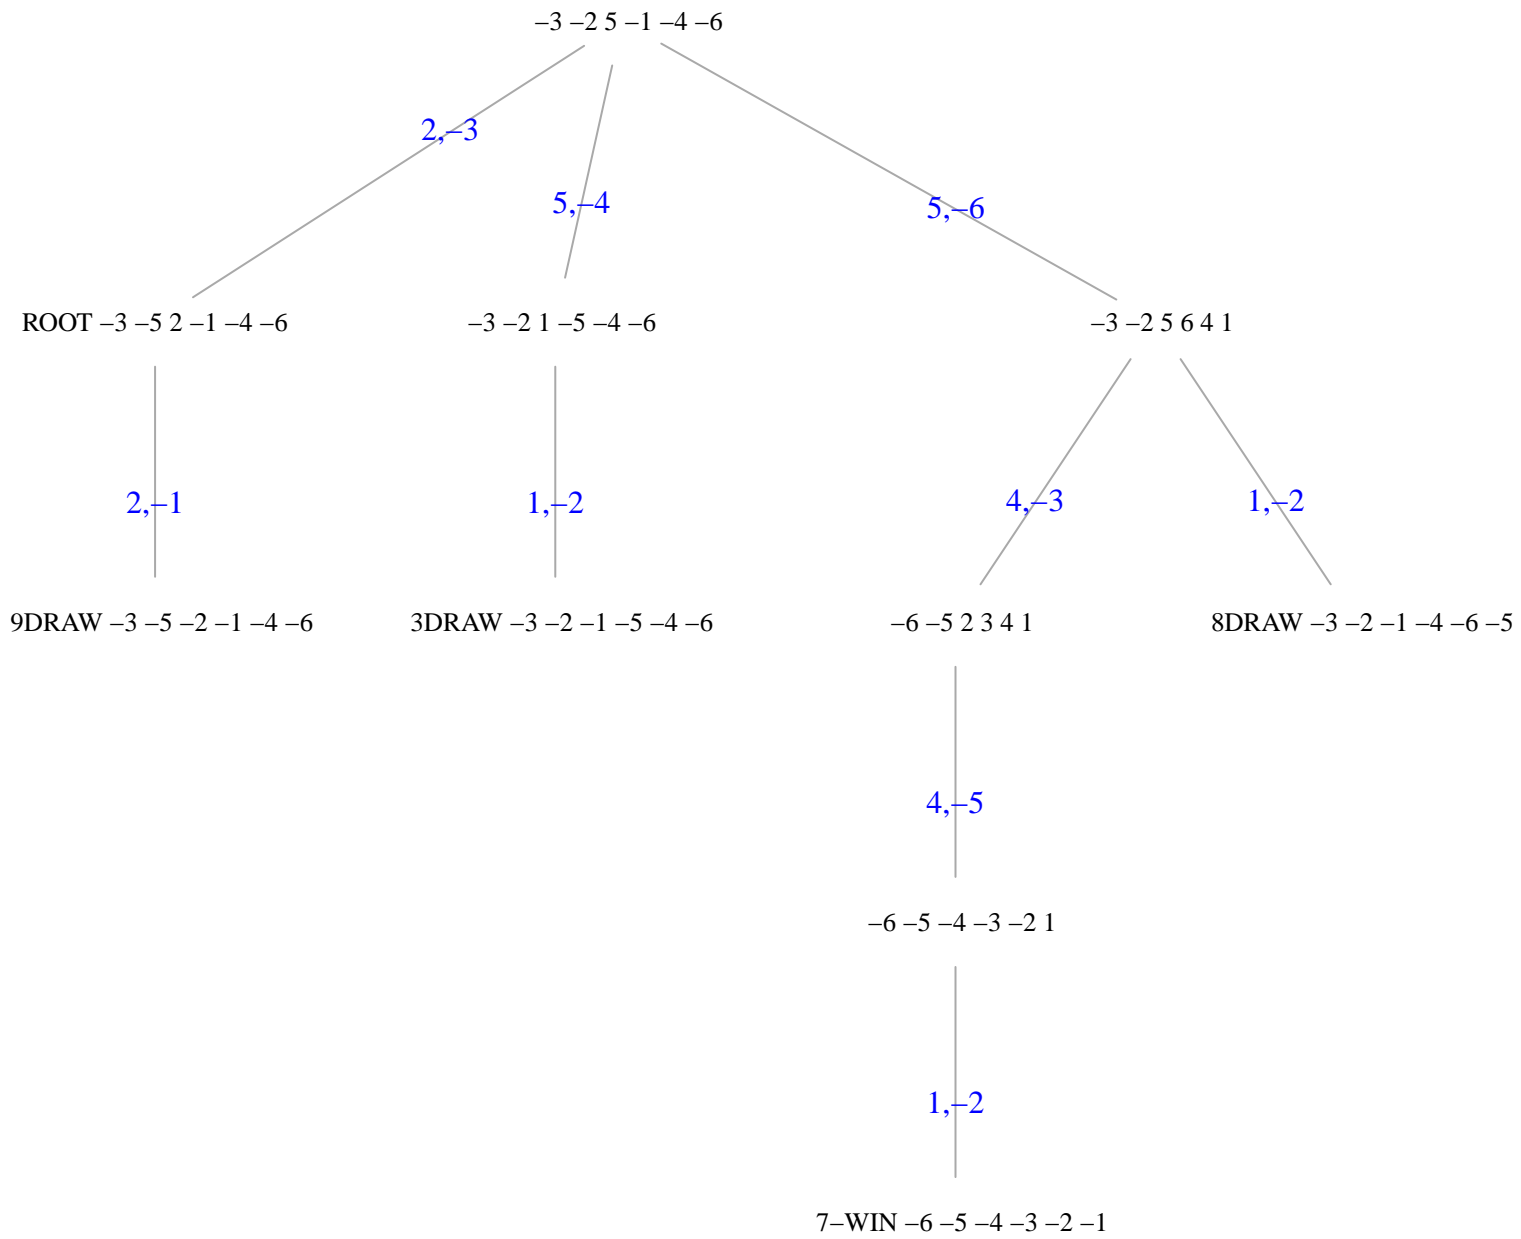 –3 –2 5 –1 –4 –6
2,–3
5,–4
5,–6
ROOT –3 –5 2 –1 –4 –6
–3 –2 1 –5 –4 –6
–3 –2 5 6 4 1
2,–1
1,–2
4,–3
1,–2
9DRAW –3 –5 –2 –1 –4 –6
3DRAW –3 –2 –1 –5 –4 –6
–6 –5 2 3 4 1
8DRAW –3 –2 –1 –4 –6 –5
4,–5
–6 –5 –4 –3 –2 1
1,–2
7–WIN –6 –5 –4 –3 –2 –1